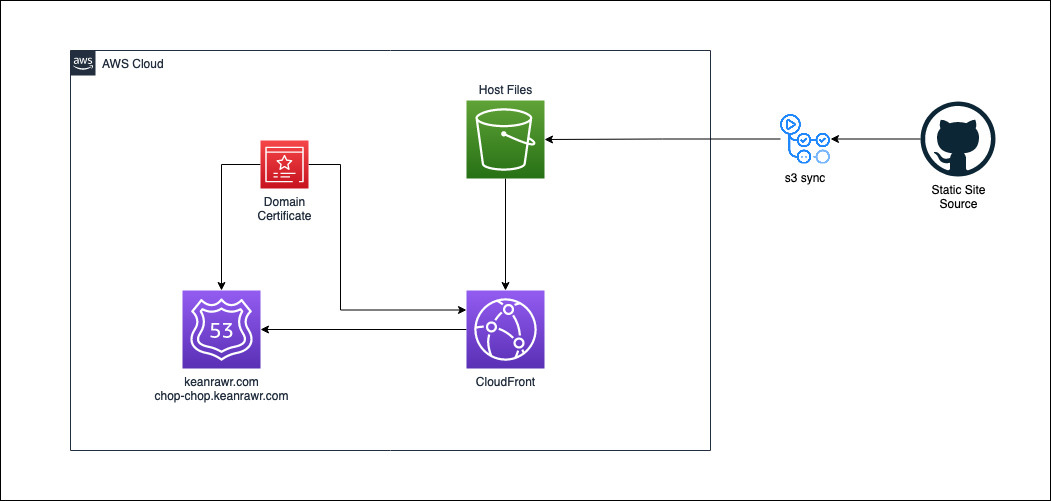 aws
AWS Cloud
Host Files
Domain
Certificate
s3 sync
Static Site
Source
53
keanrawr.com
chop-chop.keanrawr.com
CloudFront